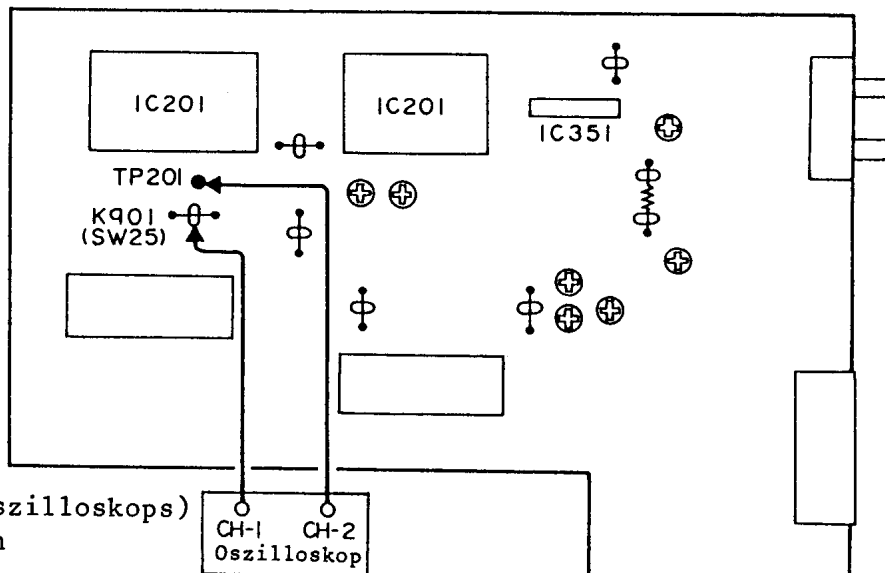 IC201
IC201
IC351
TP201
K901
(SW25)
szilloskops)
n
CH-1 CH-2
Oszilloskop